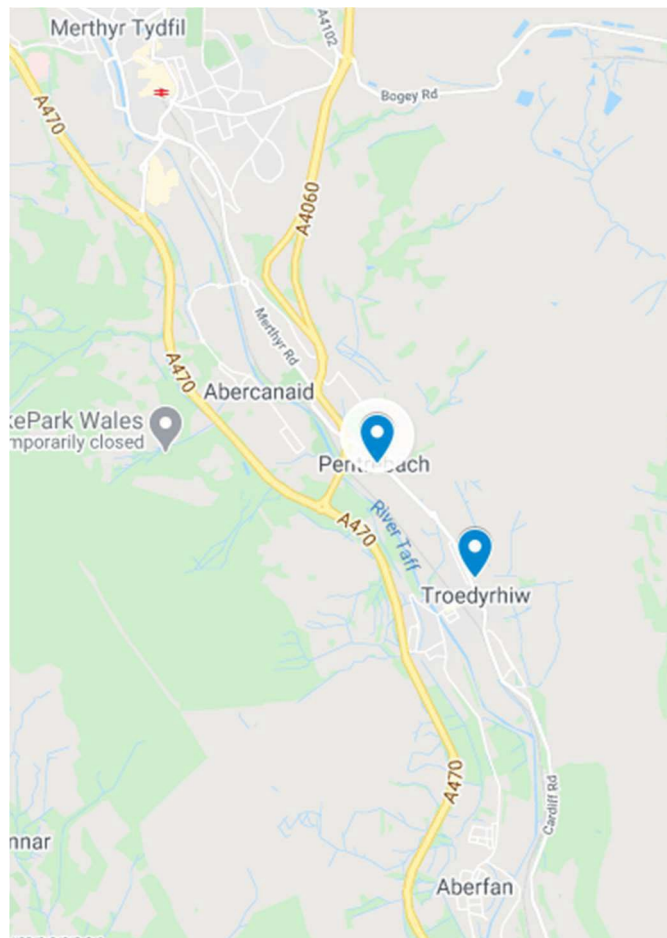 Merthyr Tydfil
A4102
A470
Bogey Rd
A4060
Merthyr Rd
A470
Abercanaid
kePark Wales
mporarily closed
Pentrebach
A470
River Taff
Troedyrhiw
A470
Cardiff Rd
nnar
Aberfan